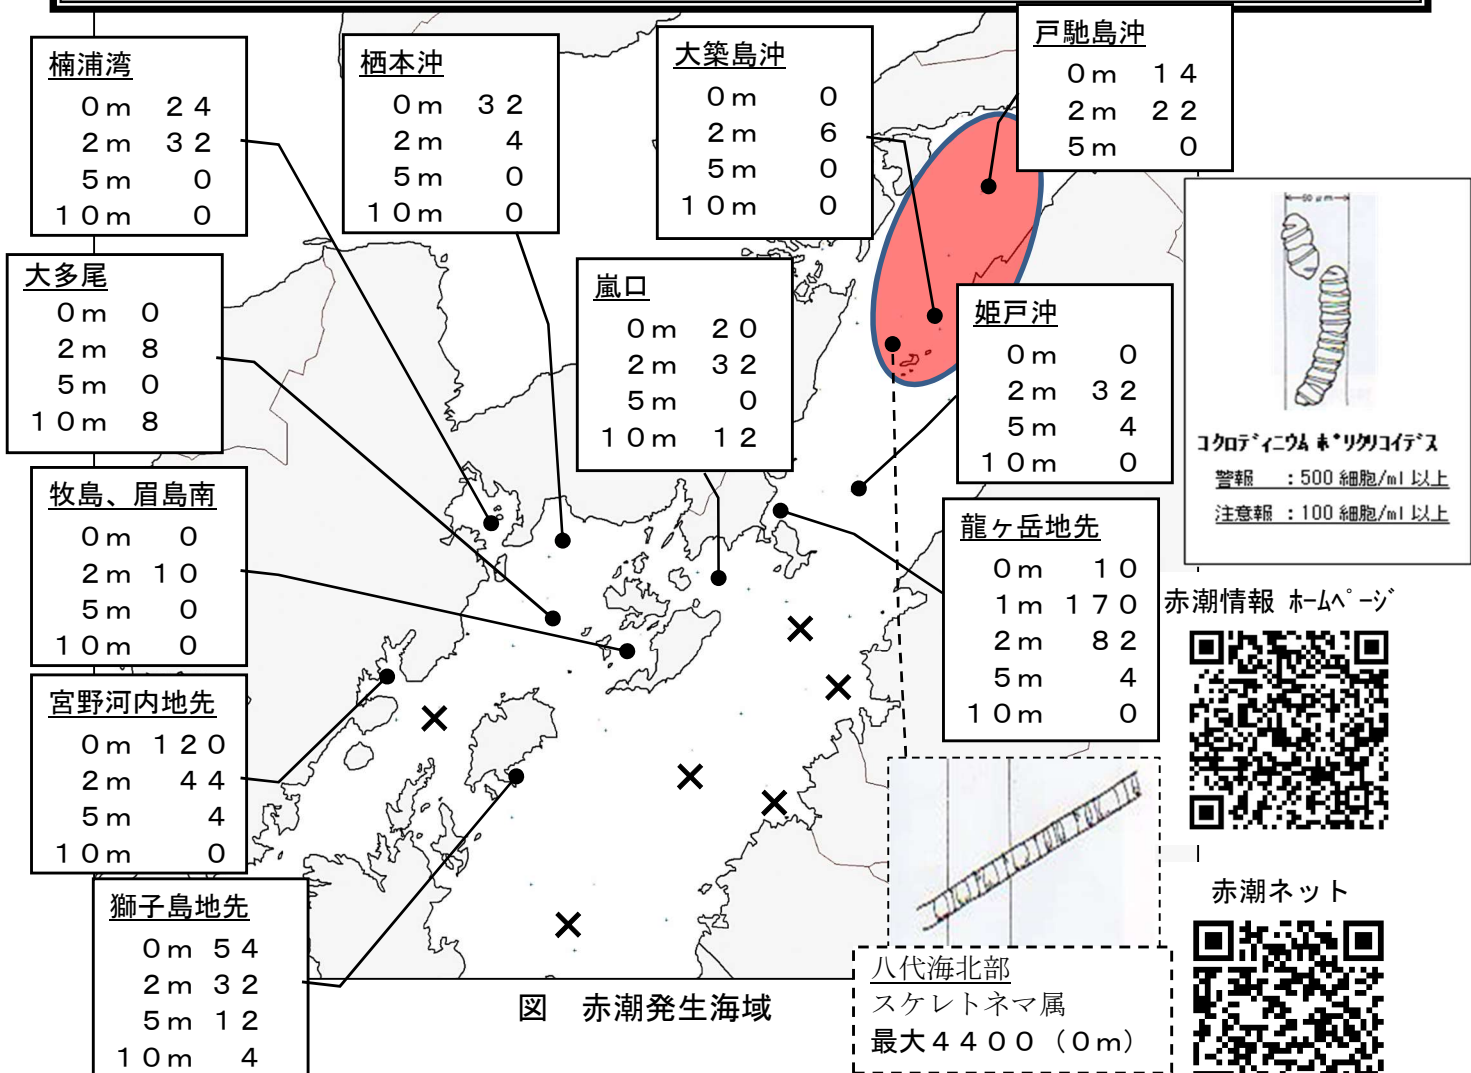 楠浦湾
0m 24
2m 32
5m 0
10m 0
栖本沖
0m 32
2m 4
5m 0
10m 0
大築島沖
0m 0
2m 6
5m 0
10m 0
戸馳島沖
0m 14
2m 22
5m 0
大多尾
0m 0
2m 8
5m 0
10m 8
嵐口
0m 20
2m 32
5m 0
10m 12
姫戸沖
0m 0
2m 32
5m 4
10m 0
コクロディニウム ポリクリコイデス
警報 :500 細胞/ml 以上
注意報 :100 細胞/ml 以上
牧島、眉島南
0m 0
2m 10
5m 0
10m 0
龍ヶ岳地先
0m 10
1m 170
2m 82
5m 4
10m 0
赤潮情報 ホームページ
宮野河内地先
0m 120
2m 44
5m 4
10m 0
獅子島地先
0m 54
2m 32
5m 12
10m 4
図 赤潮発生海域
八代海北部
スケレトネマ属
最大4400(0m)
赤潮ネット